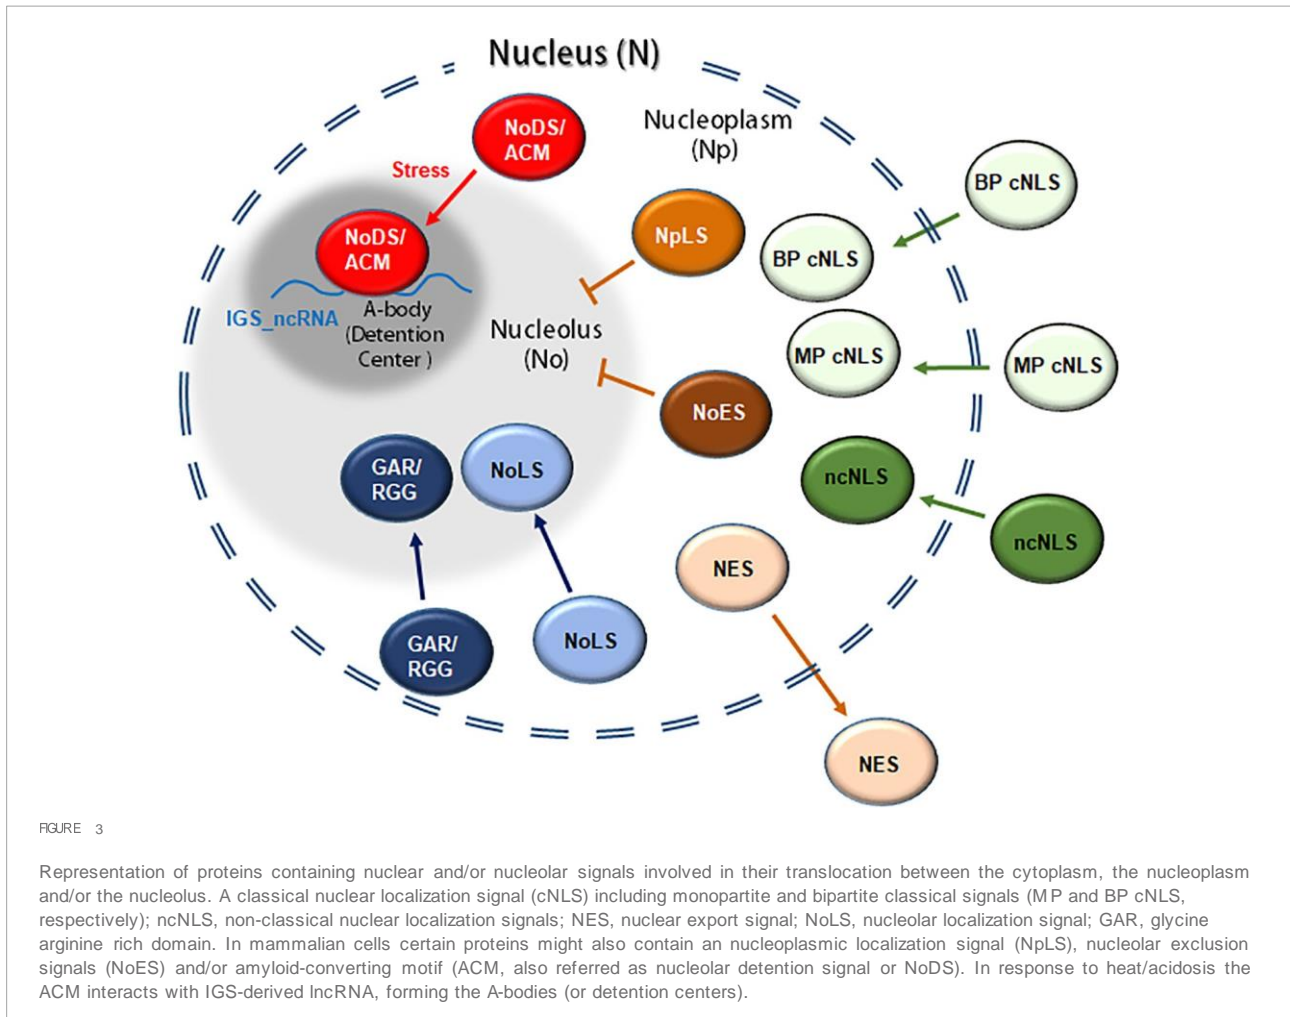 Nucleus (N)
NoDS/
ACM
Nucleoplasm
(Np)
Stress
BP cNLS
NoDS/
ACM
NpLS
BP cNLS
IGS_ncRNA
A-body
(Detention
Center )
Nucleolus
(No)
MP cNLS
MP cNLS
NoES
GAR/
RGG
NoLS
ncNLS
ncNLS
NES
GAR/
RGG
NoLS
NES
FIGURE 3
Representation of proteins containing nuclear and/or nucleolar signals involved in their translocation between the cytoplasm, the nucleoplasm
and/or the nucleolus. A classical nuclear localization signal (cNLS) including monopartite and bipartite classical signals (MP and BP cNLS,
respectively); ncNLS, non-classical nuclear localization signals; NES, nuclear export signal; NoLS, nucleolar localization signal; GAR, glycine
arginine rich domain. In mammalian cells certain proteins might also contain an nucleoplasmic localization signal (NpLS), nucleolar exclusion
signals (NoES) and/or amyloid-converting motif (ACM, also referred as nucleolar detention signal or NoDS). In response to heat/acidosis the
ACM interacts with IGS-derived lncRNA, forming the A-bodies (or detention centers).